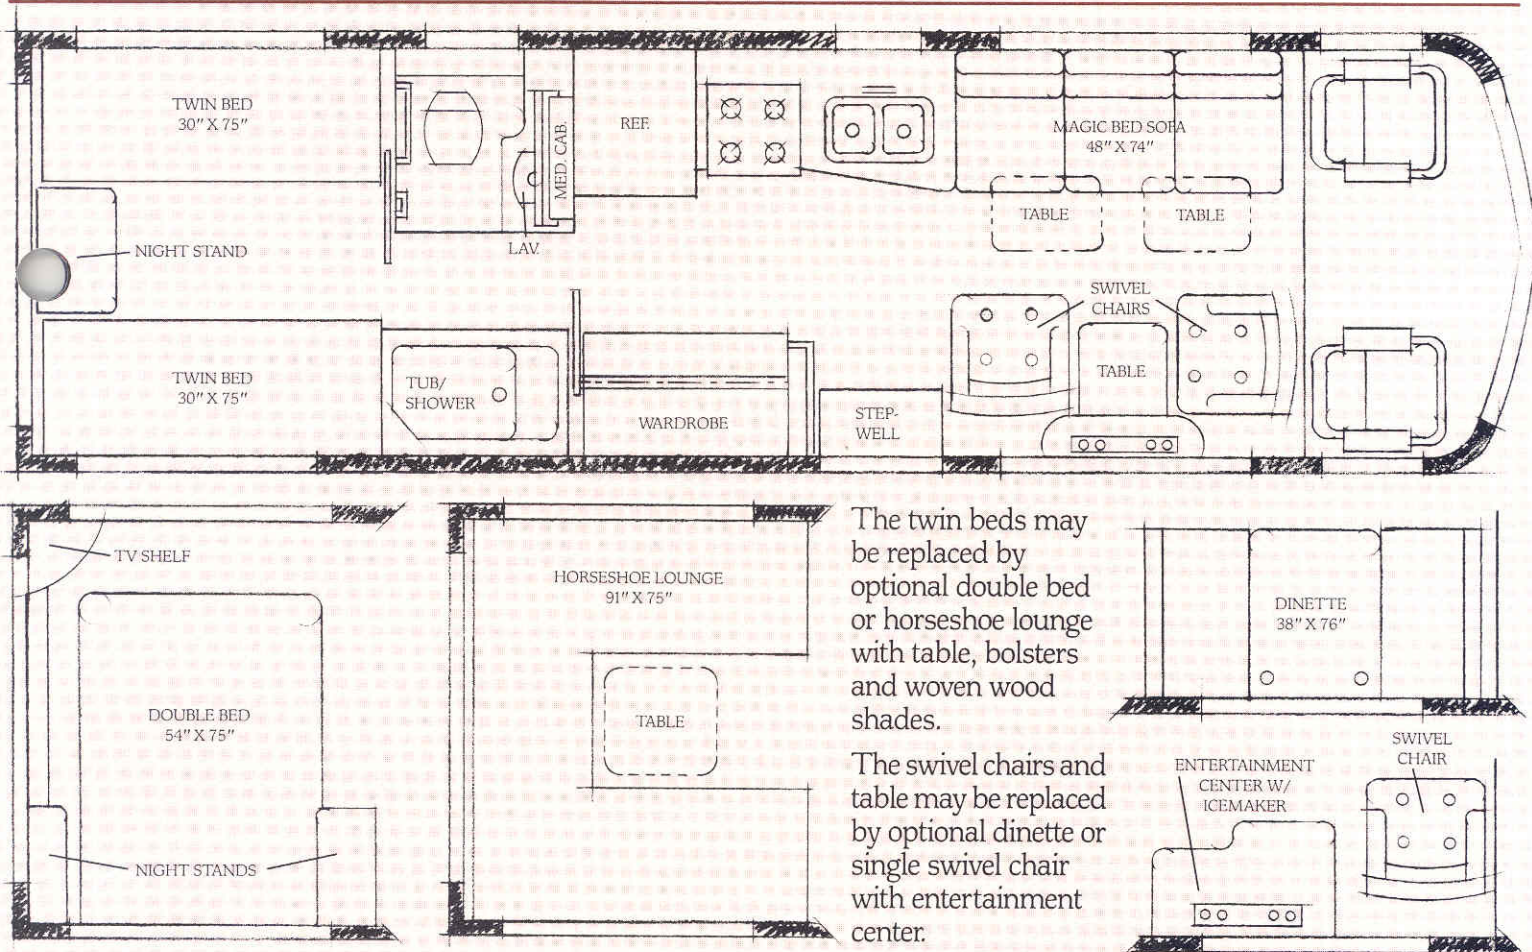 TWIN BED
30" X 75"
NIGHT STAND
TWIN BED
30" X 75"
LAV.
MED. CAB.
REF.
TUB/
SHOWER
WARDROBE
STEP-
WELL
MAGIC BED SOFA
48" X 74"
TABLE
TABLE
SWIVEL
CHAIRS
TABLE
TV SHELF
DOUBLE BED
54" X 75"
NIGHT STANDS
HORSESHOE LOUNGE
91" X 75"
TABLE
The twin beds may
be replaced by
optional double bed
or horseshoe lounge
with table, bolsters
and woven wood
shades.
The swivel chairs and
table may be replaced
by optional dinette or
single swivel chair
with entertainment
center.
DINETTE
38" X 76"
SWIVEL
CHAIR
ENTERTAINMENT
CENTER W/
ICEMAKER